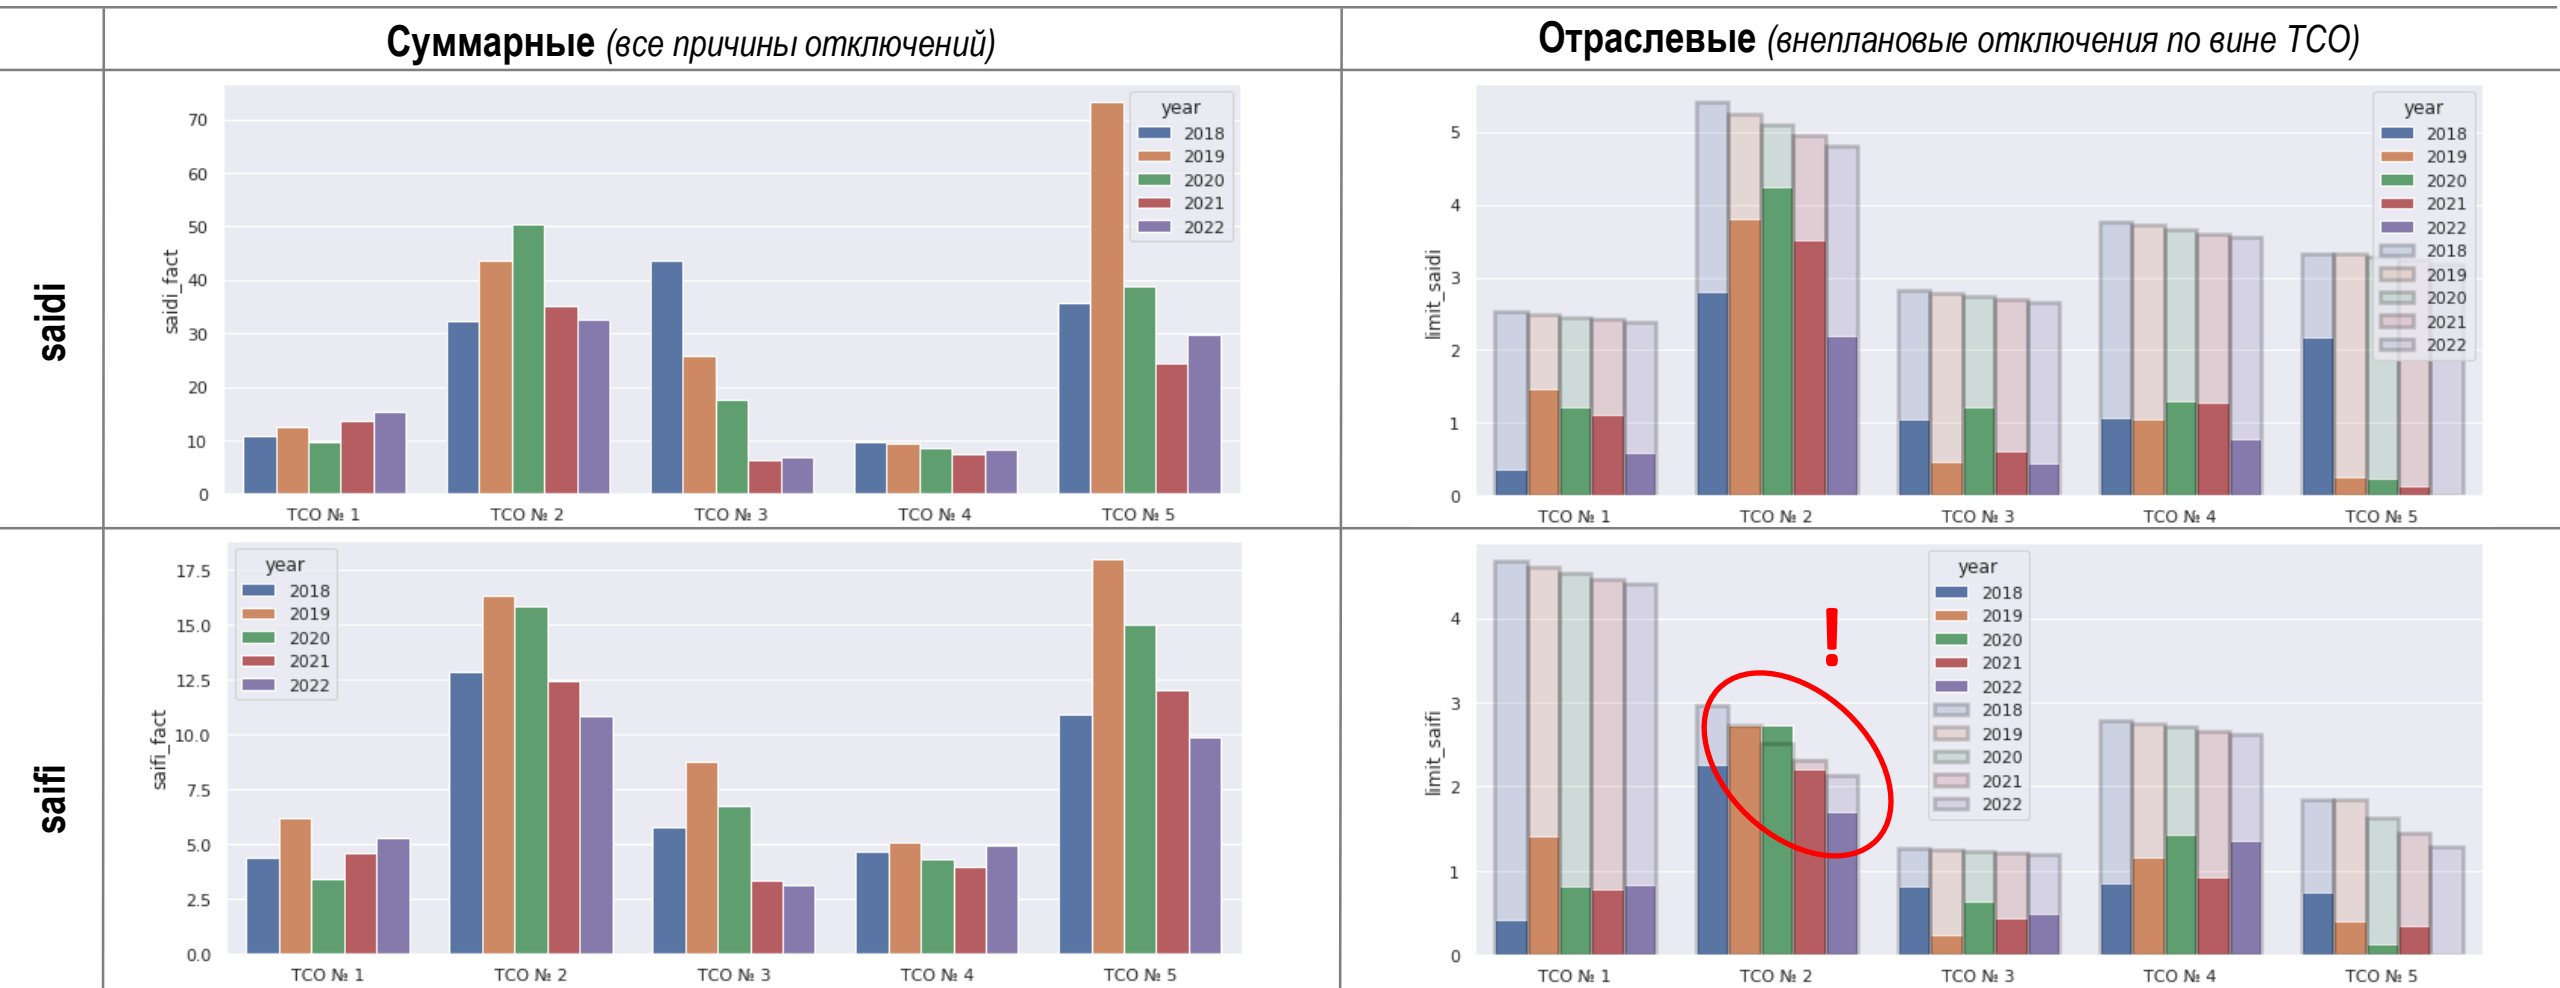 Суммарные (все причины отключений)
Отраслевые (внеплановые отключения по вине ТСО)
saidi
saidi_fact
70
60
50
40
30
20
10
0
year
2018
2019
2020
2021
2022
ТСО № 1
ТСО № 2
ТСО № 3
ТСО № 4
ТСО № 5
limit_saidi
5
4
3
2
1
0
year
2018
2019
2020
2021
2022
2018
2019
2020
2021
2022
ТСО № 1
ТСО № 2
ТСО № 3
ТСО № 4
ТСО № 5
saifi
saifi_fact
17.5
15.0
12.5
10.0
7.5
5.0
2.5
0.0
year
2018
2019
2020
2021
2022
ТСО № 1
ТСО № 2
ТСО № 3
ТСО № 4
ТСО № 5
limit_saifi
4
3
2
1
0
!
year
2018
2019
2020
2021
2022
2018
2019
2020
2021
2022
ТСО № 1
ТСО № 2
ТСО № 3
ТСО № 4
ТСО № 5